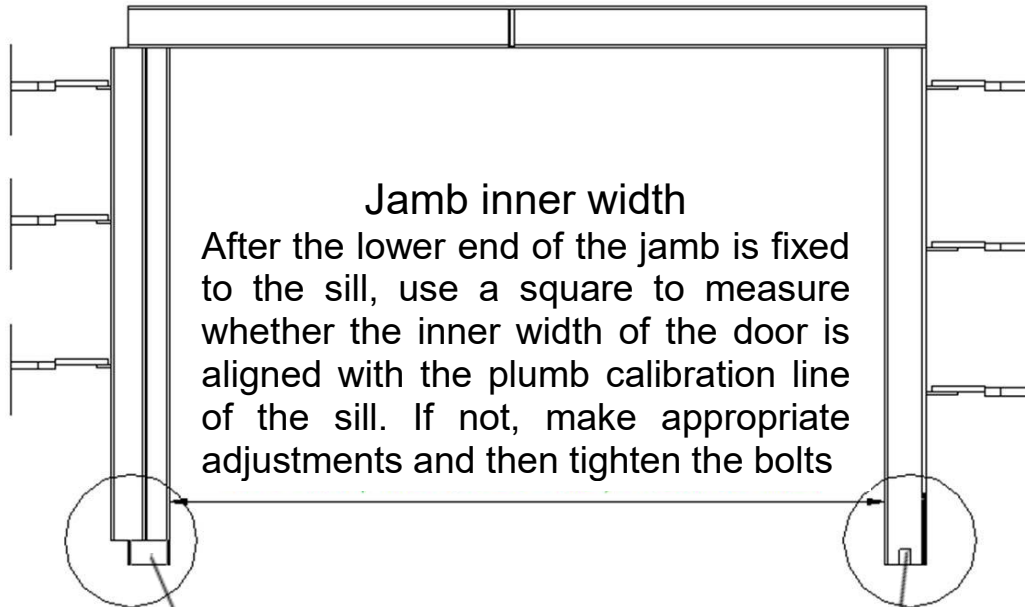 Jamb inner width
After the lower end of the jamb is fixed
to the sill, use a square to measure
whether the inner width of the door is
aligned with the plumb calibration line
of the sill. If not, make appropriate
adjustments and then tighten the bolts